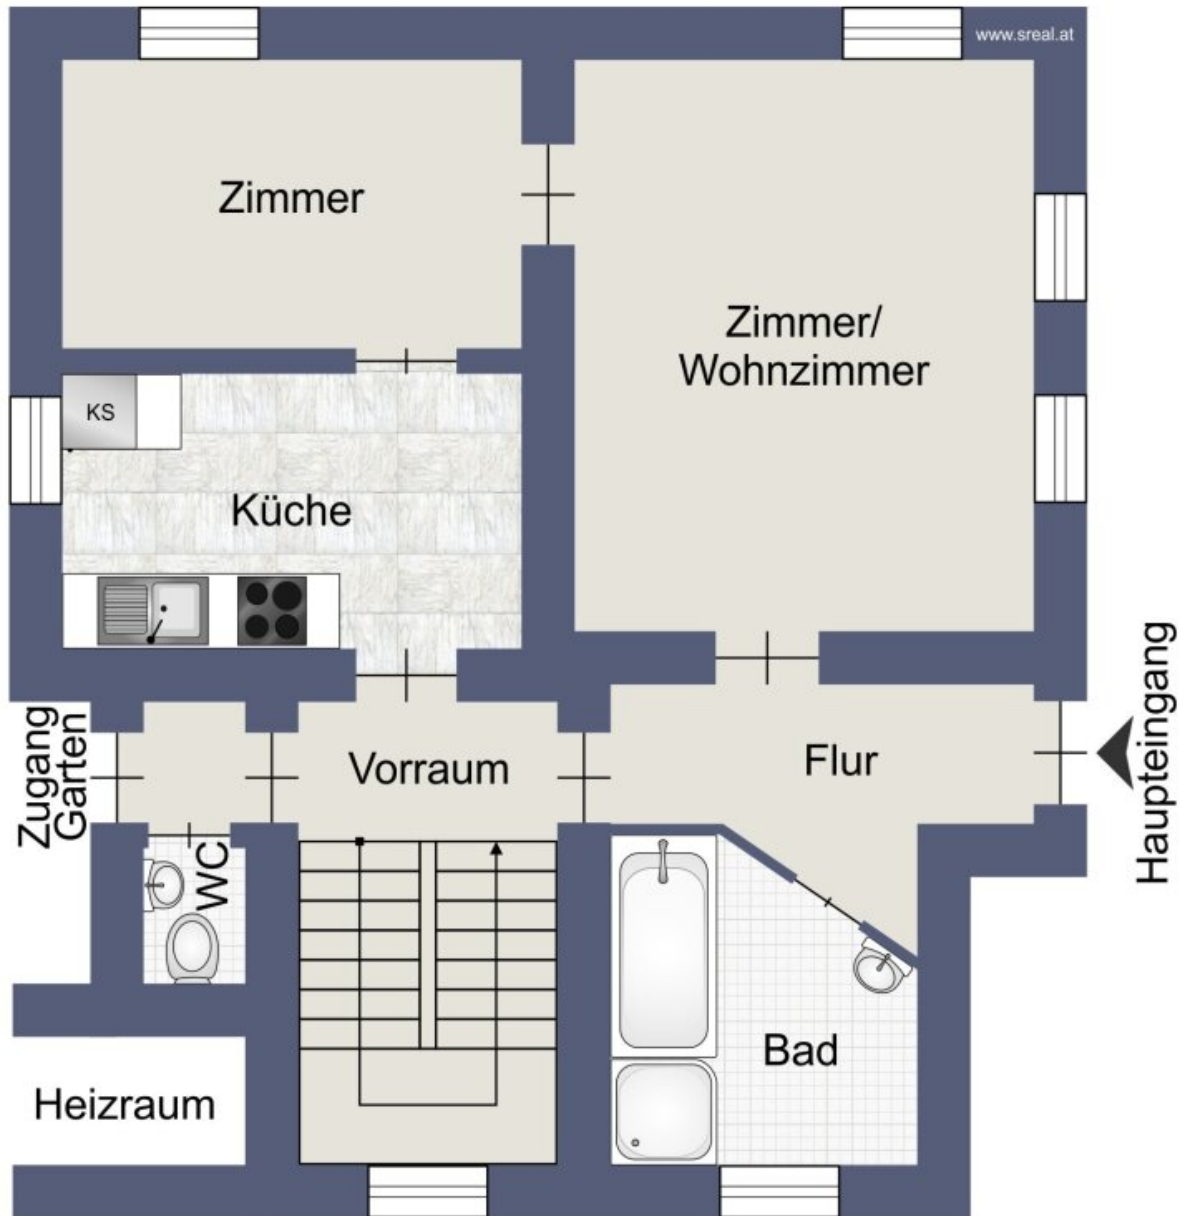 www.sreal.at
Zimmer
Zimmer/
Wohnzimmer
KS
Küche
Zugang
Garten
Vorraum
Flur
Haupteingang
WC
Bad
Heizraum